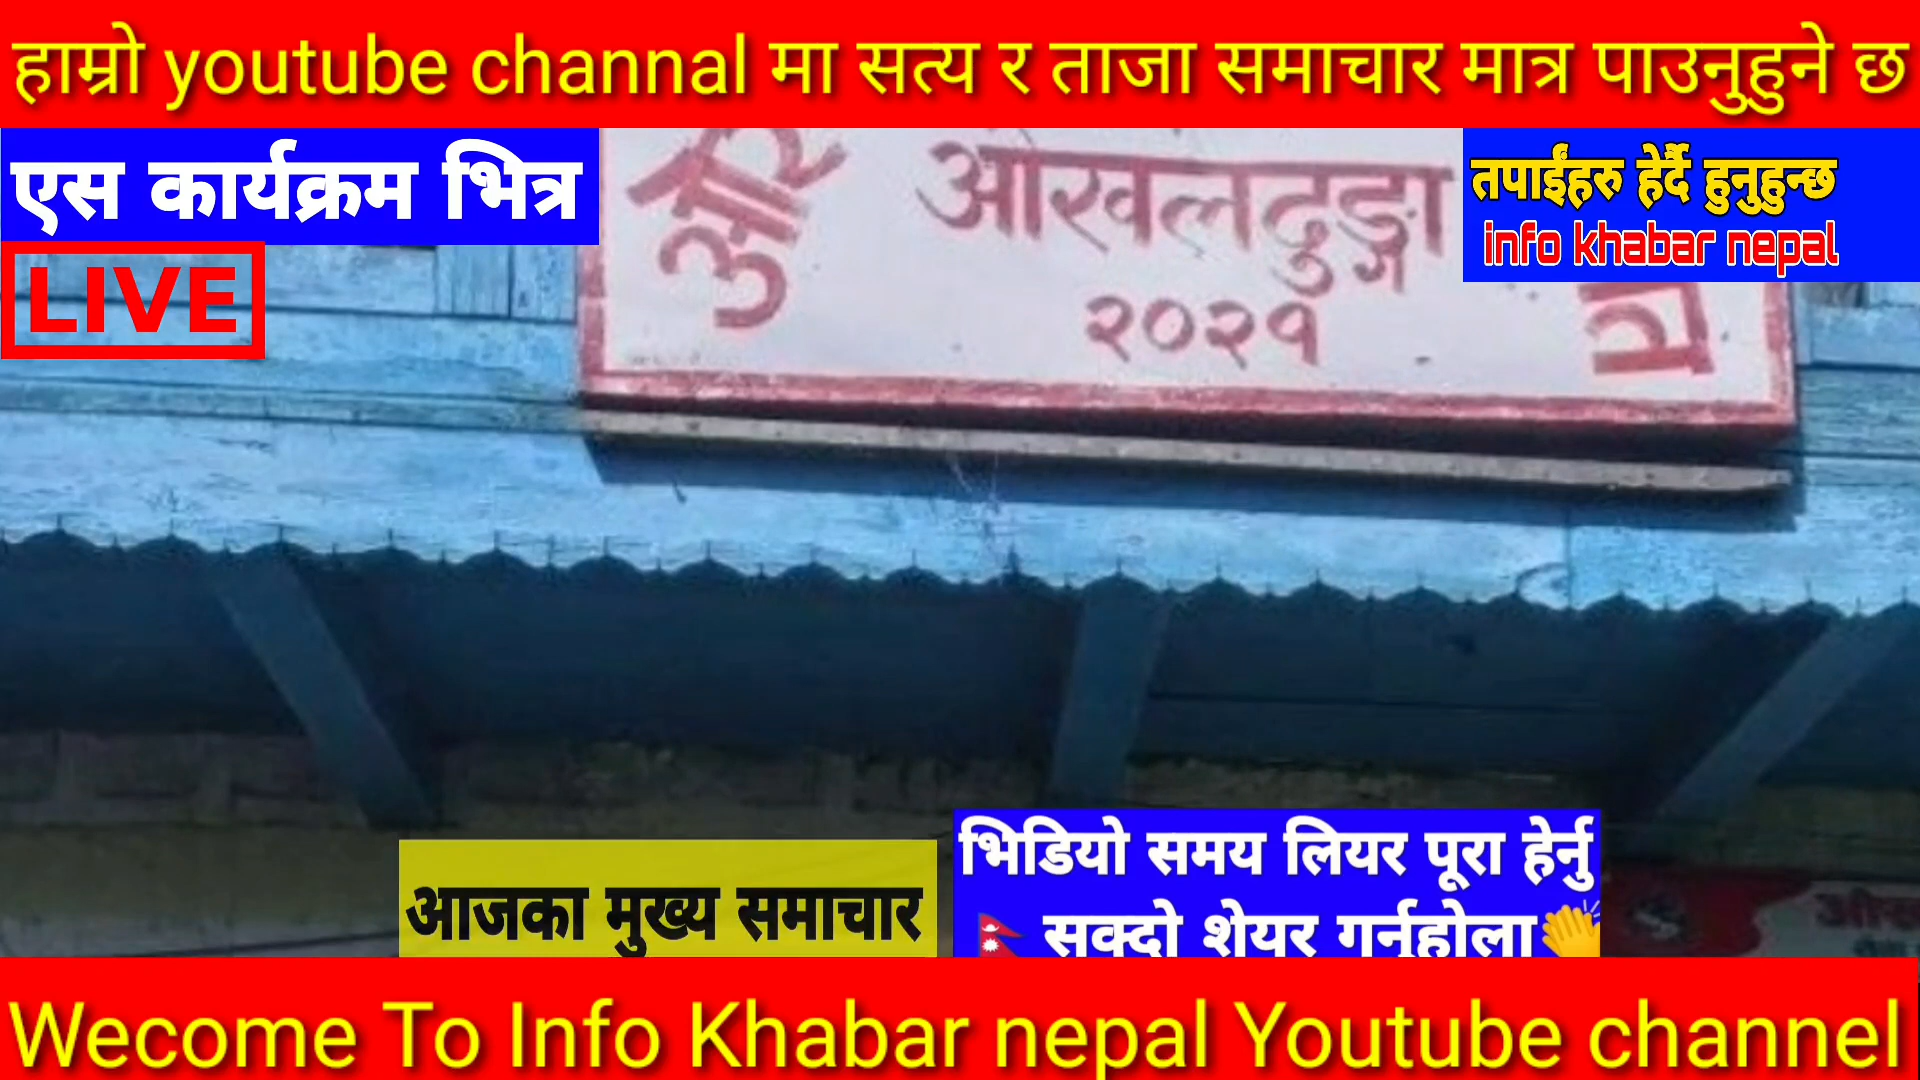 हाम्रो youtube channal मा सत्य र ताजा समाचार मात्र पाउनुहुने छ
एस कार्यक्रम भित्र
LIVE
ओखलढुङ्गा
२०२१
तपाईंहरु हेर्दै हुनुहुन्छ
info khabar nepal
आजका मुख्य समाचार
भिडियो समय लियर पूरा हेर्नु
सक्दो शेयर गर्नुहोला
Wecome To Info Khabar nepal Youtube channel